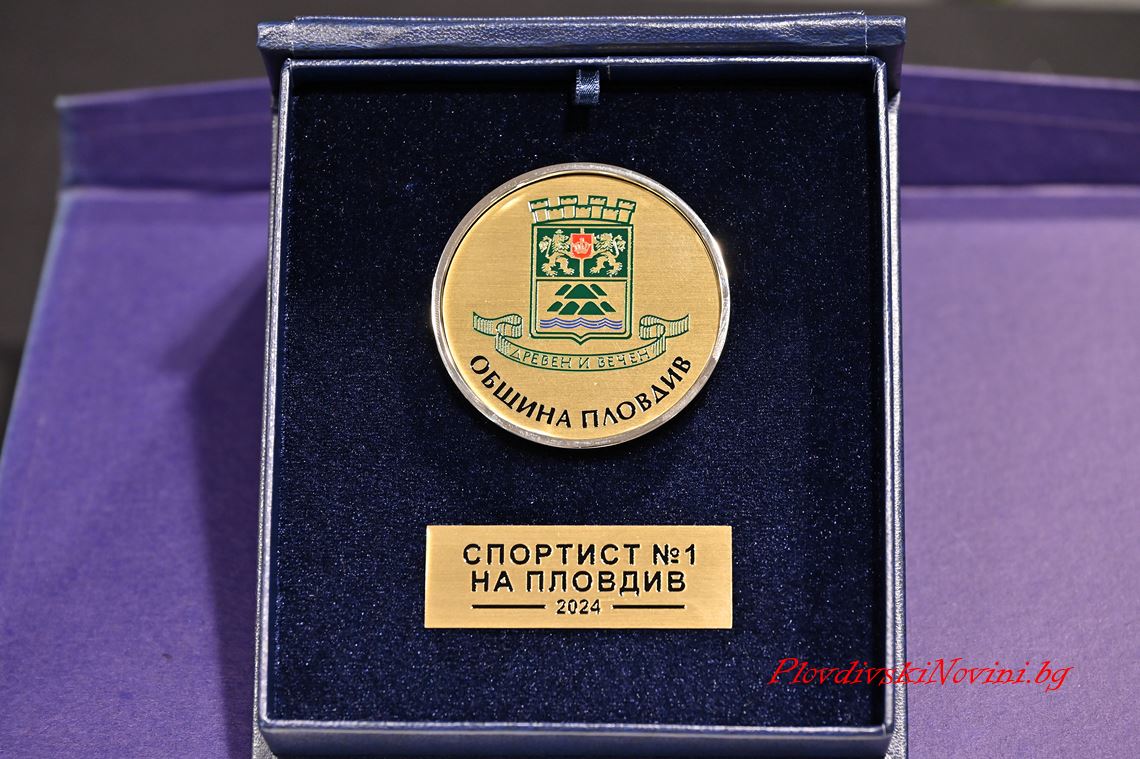 ДРЕВЕН И ВЕЧЕН
ОБЩИНА ПЛОВДИВ
СПОРТИСТ №1
НА ПЛОВДИВ
2024
PlovdivskiNovini.bg